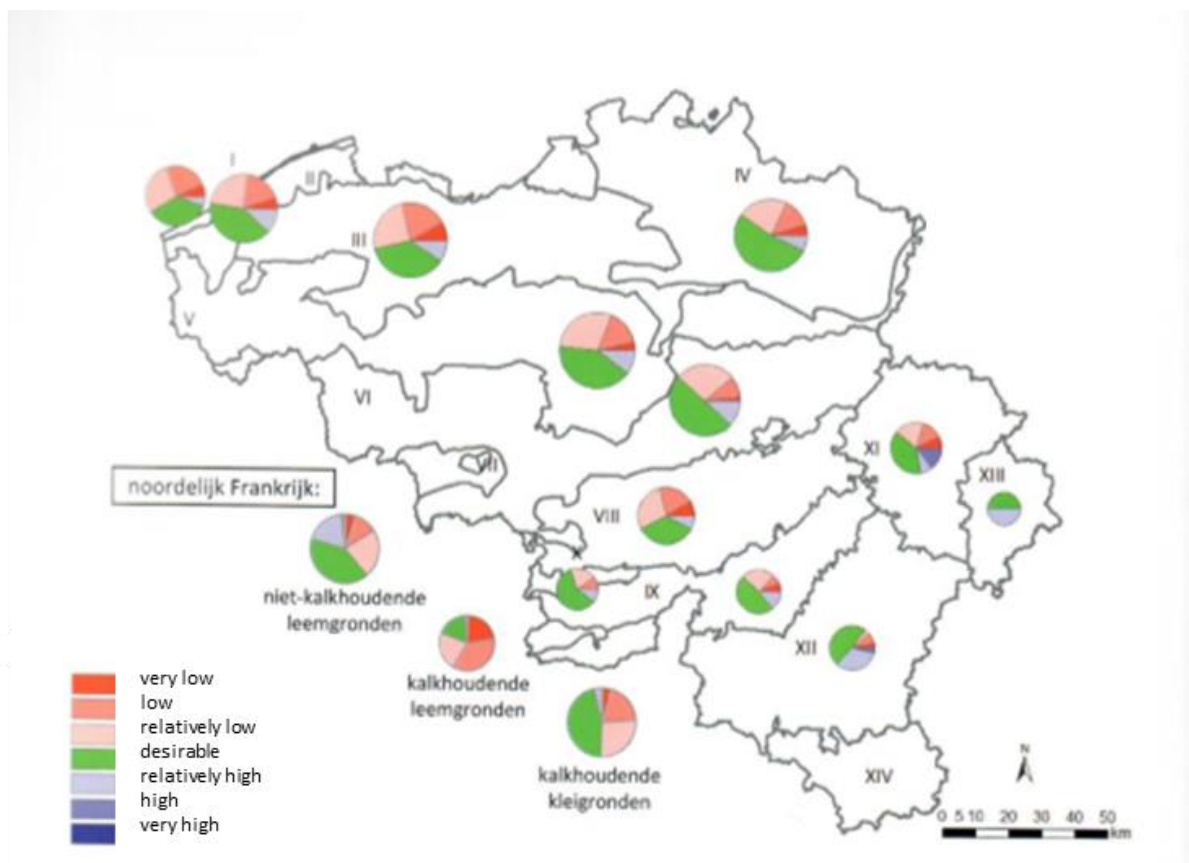 I
II
III
IV
V
VI
VII
VIII
X
IX
XI
XIII
XII
XIV
noordelijk Frankrijk:
niet-kalkhoudende
leemgronden
kalkhoudende
leemgronden
kalkhoudende
kleigronden
very low
low
relatively low
desirable
relatively high
high
very high
N
0 5 10 20 30 40 50
km